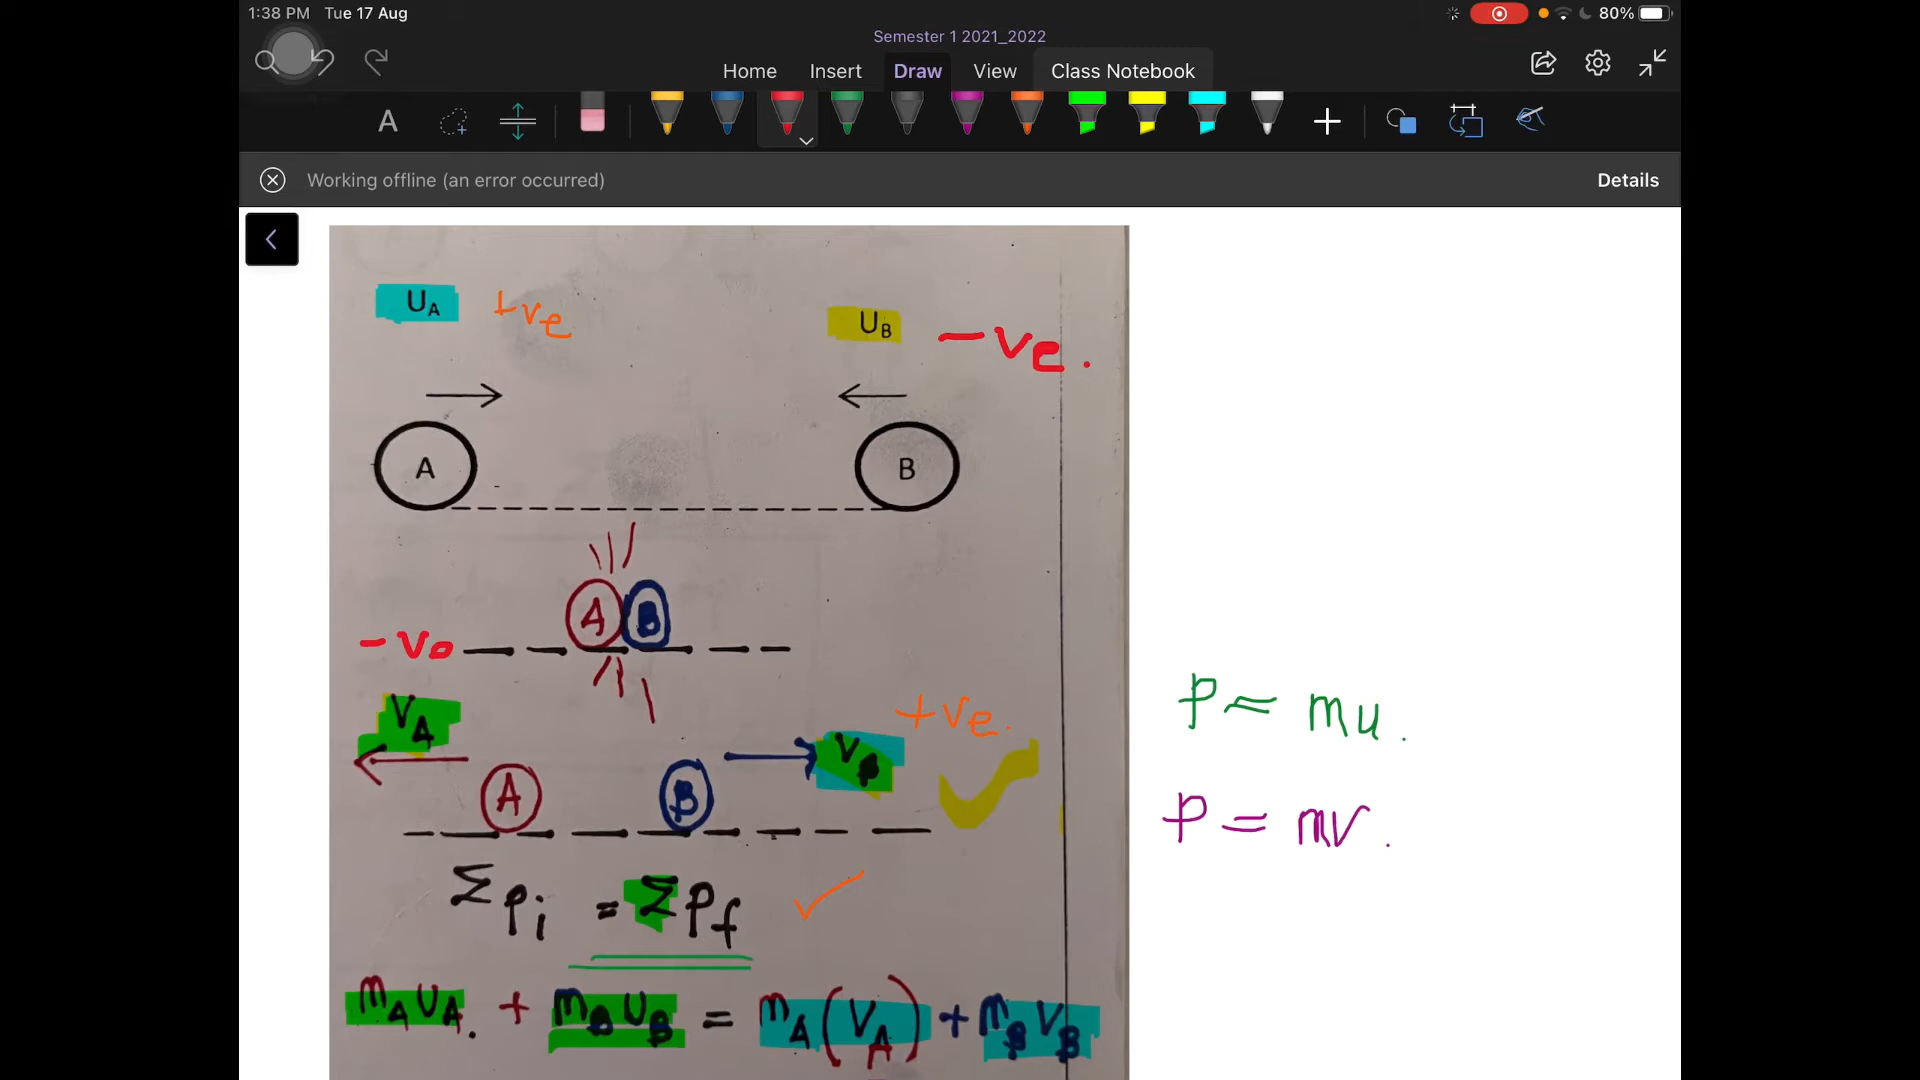 1:38 PM Tue 17 Aug
80%
Semester 1 2021_2022
Home Insert Draw View Class Notebook
A
Working offline (an error occurred)
Details
UA +ve
UB -ve.
A B
A B
-ve
VA
+ve.
VB
A B
P = mu.
P = mv.
Σpi = Σpf
mAUA. + mBUB = mA(VA) + mBVB